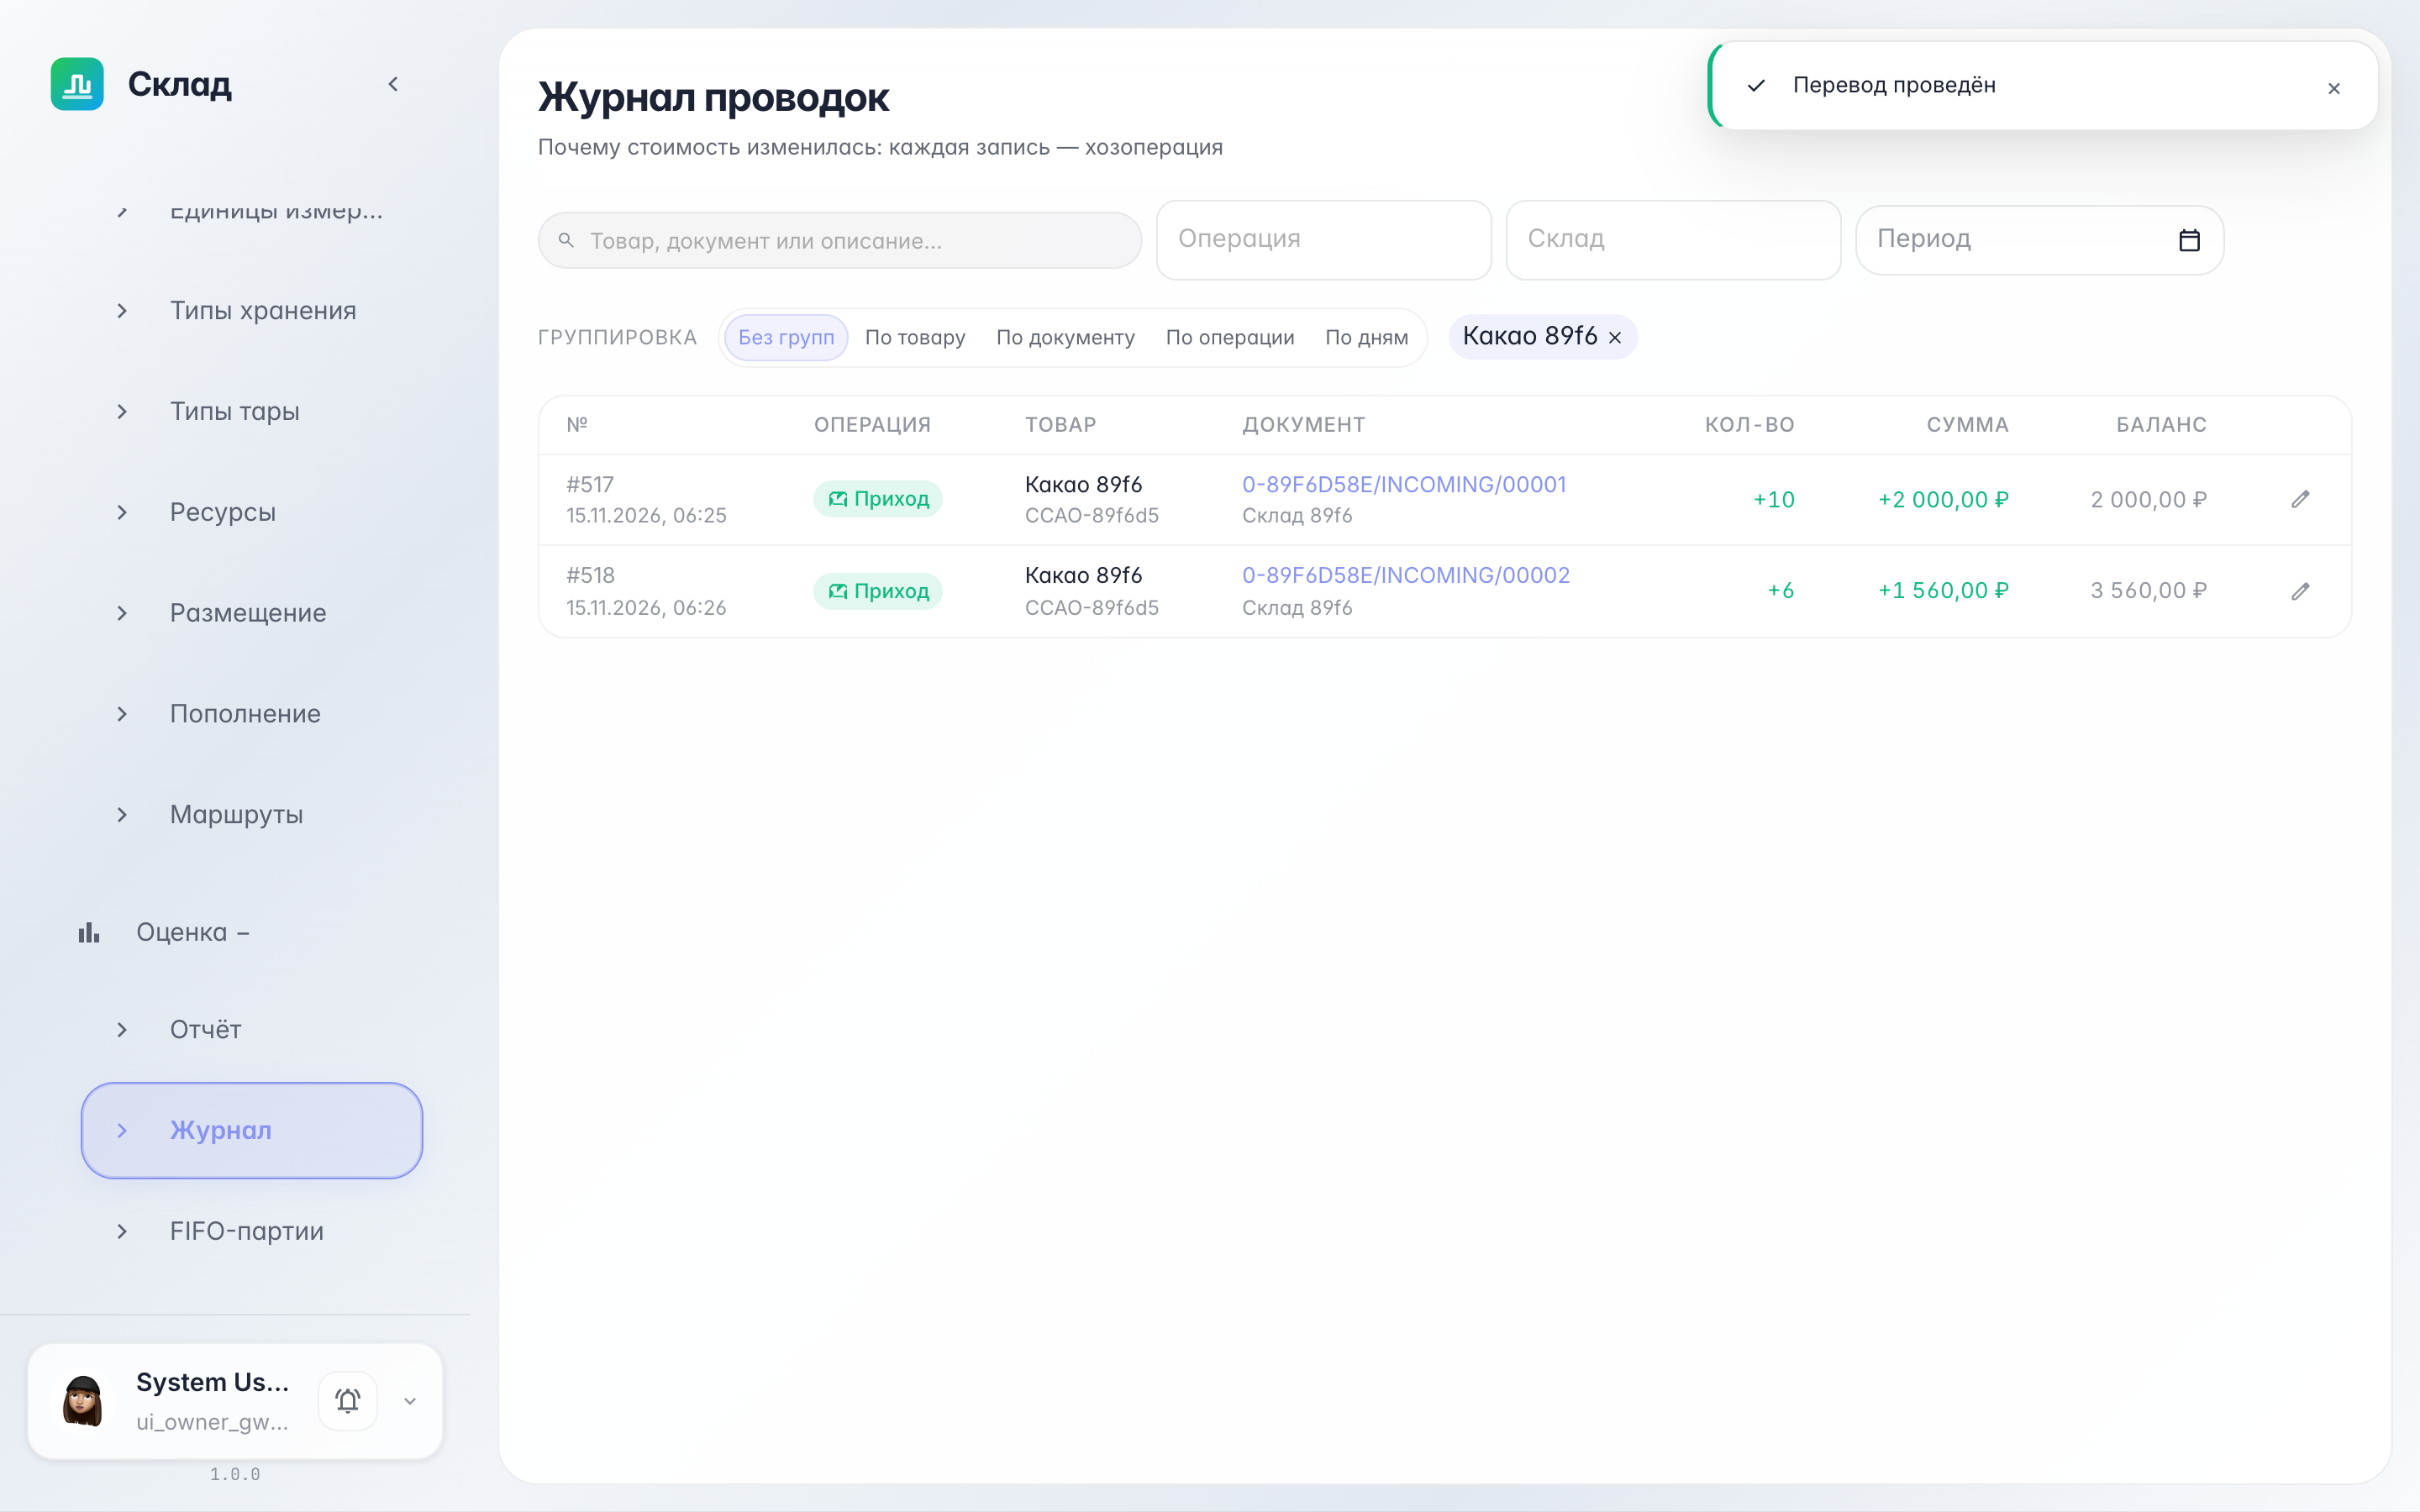 Склад
Единицы измер...
Типы хранения
Типы тары
Ресурсы
Размещение
Пополнение
Маршруты
Оценка –
Отчёт
Журнал
FIFO-партии
System Us...
ui_owner_gw...
1.0.0
Журнал проводок
Почему стоимость изменилась: каждая запись — хозоперация
Перевод проведён
Товар, документ или описание...
Операция
Склад
Период
ГРУППИРОВКА
Без групп
По товару
По документу
По операции
По дням
Какао 89f6
№ ОПЕРАЦИЯ ТОВАР ДОКУМЕНТ КОЛ-ВО СУММА БАЛАНС
#517 Приход Какао 89f6 0-89F6D58E/INCOMING/00001 +10 +2 000,00 ₽ 2 000,00 ₽
15.11.2026, 06:25 CCAO-89f6d5 Склад 89f6
#518 Приход Какао 89f6 0-89F6D58E/INCOMING/00002 +6 +1 560,00 ₽ 3 560,00 ₽
15.11.2026, 06:26 CCAO-89f6d5 Склад 89f6